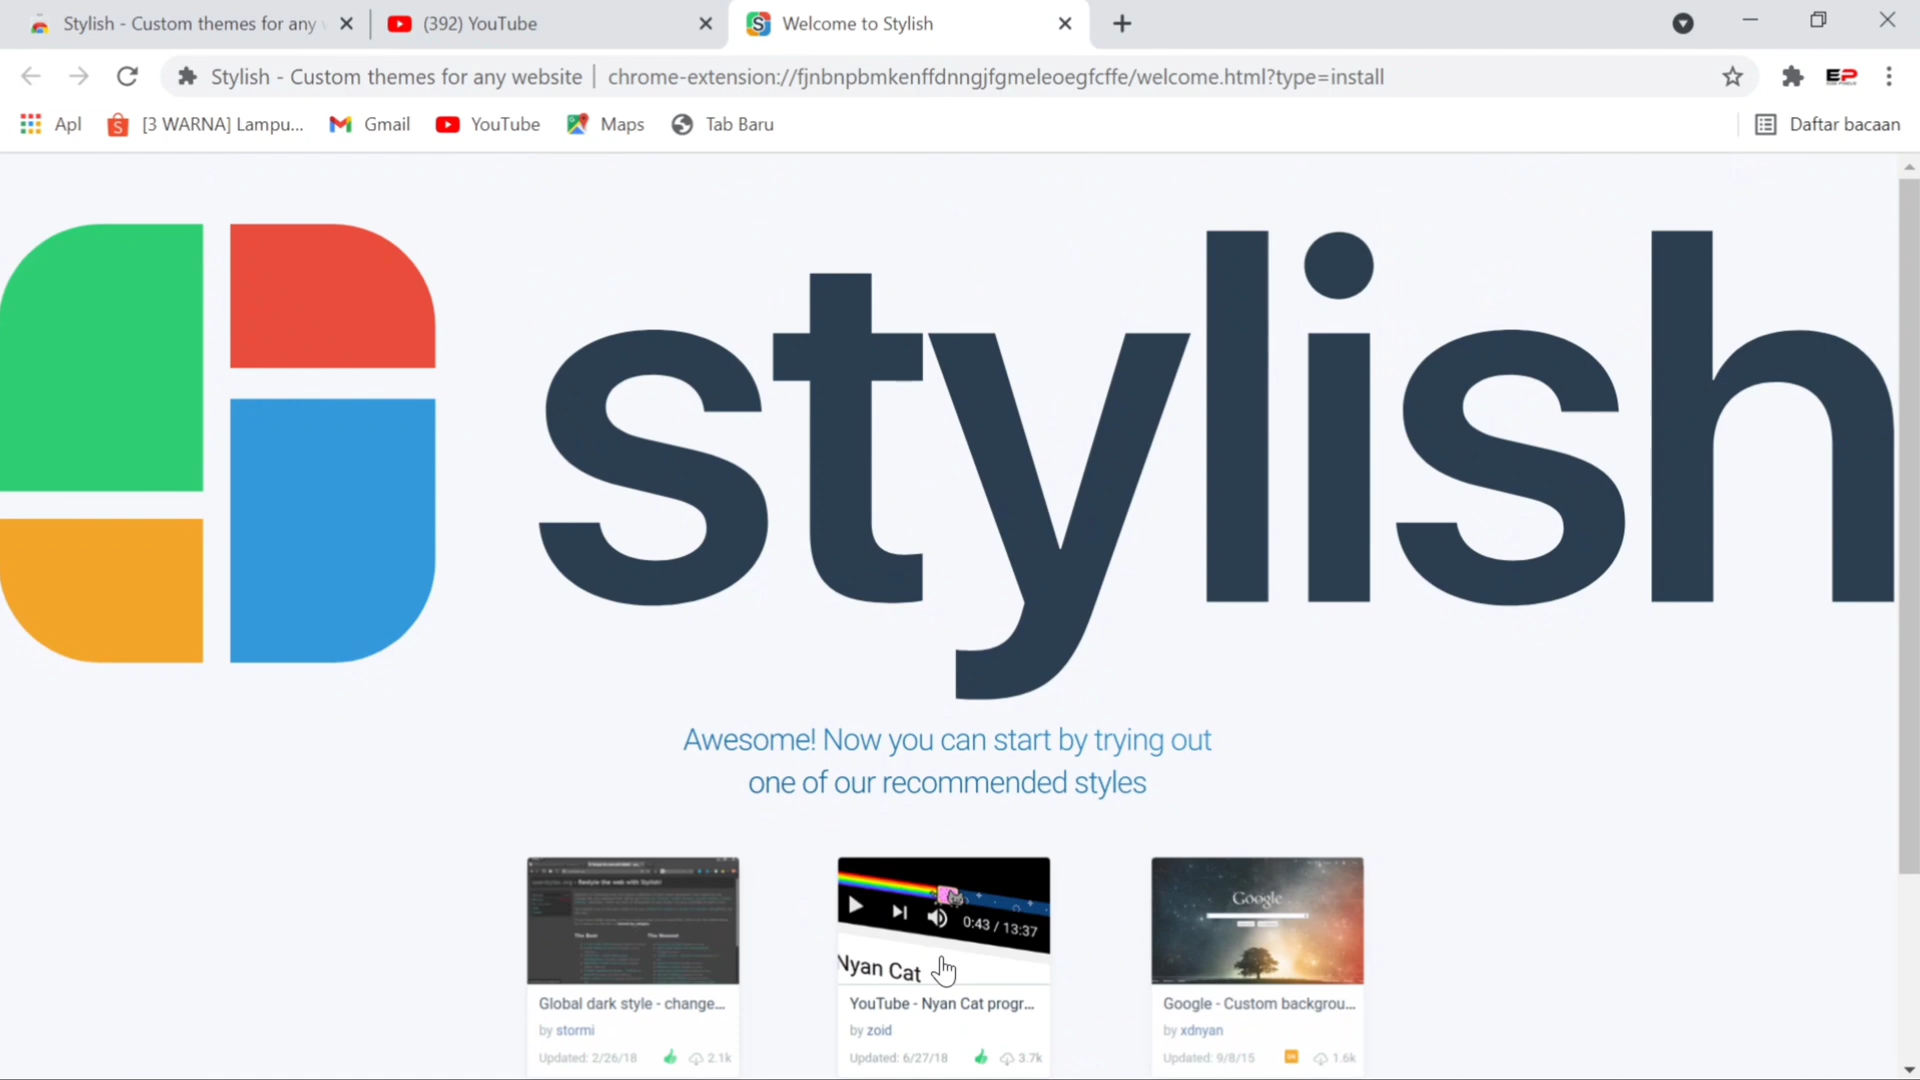 Stylish - Custom themes for any
(392) YouTube
Welcome to Stylish
Stylish - Custom themes for any website
chrome-extension://fjnbnpbmkenffdnngjfgmeleoegfcffe/welcome.html?type=install
EP
Apl
[3 WARNA] Lampu...
Gmail
YouTube
Maps
Tab Baru
Daftar bacaan
stylish
Awesome! Now you can start by trying out
one of our recommended styles
0:43 / 13:37
Nyan Cat
Google
Global dark style - change...
by stormi
Updated: 2/26/18 2.1k
YouTube - Nyan Cat progr...
by zoid
Updated: 6/27/18 3.7k
Google - Custom backgrou...
by xdnyan
Updated: 9/8/15 1.6k